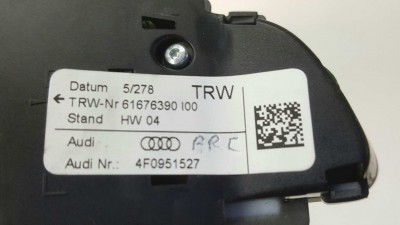 Datum 5/278 TRW
TRW-Nr 61676390 I00
Stand HW 04
Audi ARC
Audi Nr.: 4F0951527